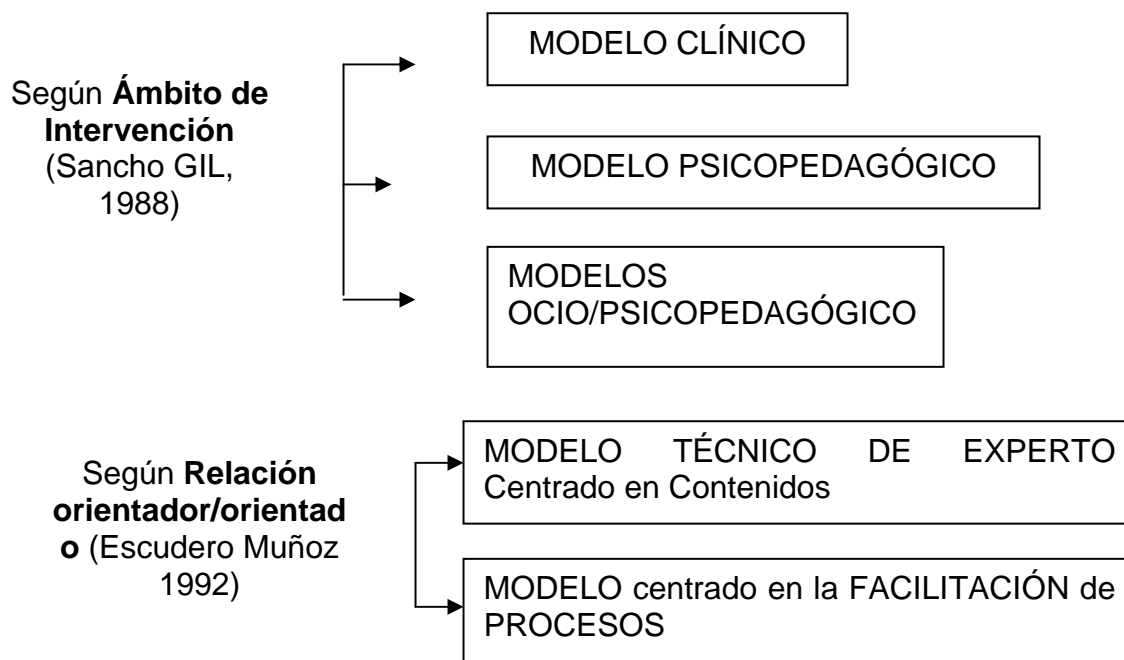 Según Ámbito de
Intervención
(Sancho GIL,
1988)
MODELO CLÍNICO
MODELO PSICOPEDAGÓGICO
MODELOS
OCIO/PSICOPEDAGÓGICO
Según Relación
orientador/orientad
o (Escudero Muñoz
1992)
MODELO TÉCNICO DE EXPERTO
Centrado en Contenidos
MODELO centrado en la FACILITACIÓN de
PROCESOS